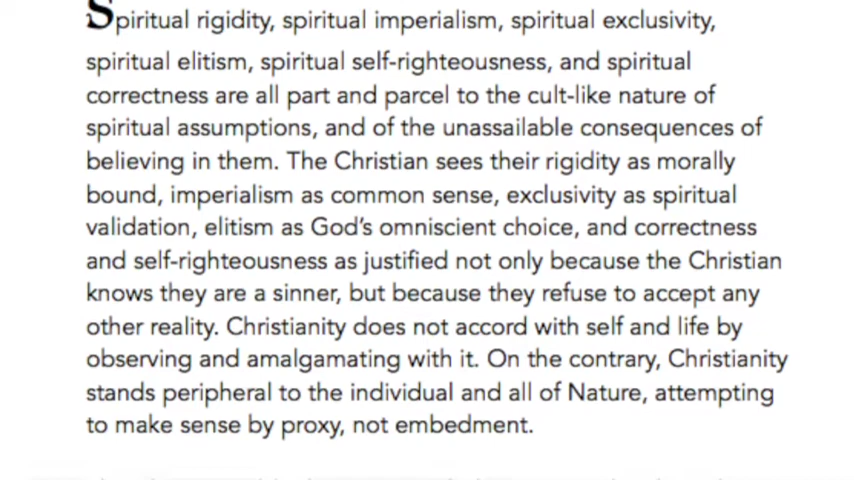 Spiritual rigidity, spiritual imperialism, spiritual exclusivity,
spiritual elitism, spiritual self-righteousness, and spiritual
correctness are all part and parcel to the cult-like nature of
spiritual assumptions, and of the unassailable consequences of
believing in them. The Christian sees their rigidity as morally
bound, imperialism as common sense, exclusivity as spiritual
validation, elitism as God's omniscient choice, and correctness
and self-righteousness as justified not only because the Christian
knows they are a sinner, but because they refuse to accept any
other reality. Christianity does not accord with self and life by
observing and amalgamating with it. On the contrary, Christianity
stands peripheral to the individual and all of Nature, attempting
to make sense by proxy, not embedment.